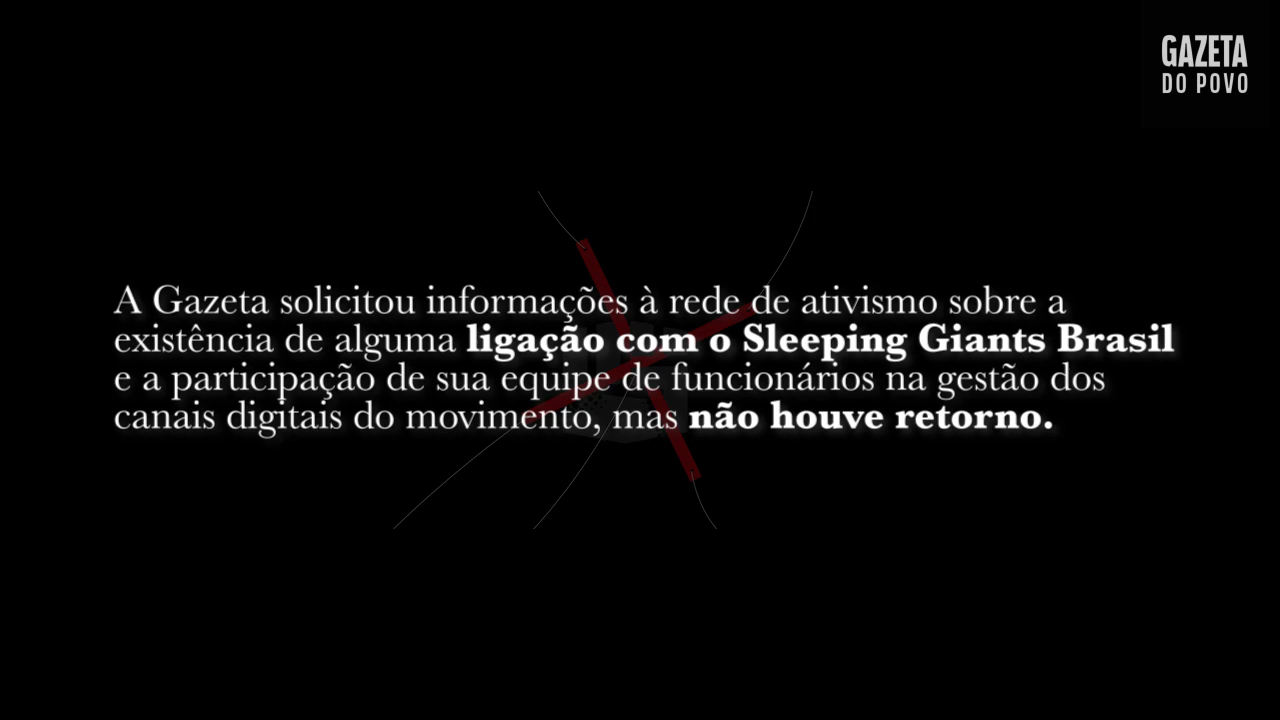 GAZETA
DO POVO
A Gazeta solicitou informações à rede de ativismo sobre a
existência de alguma ligação com o Sleeping Giants Brasil
e a participação de sua equipe de funcionários na gestão dos
canais digitais do movimento, mas não houve retorno.